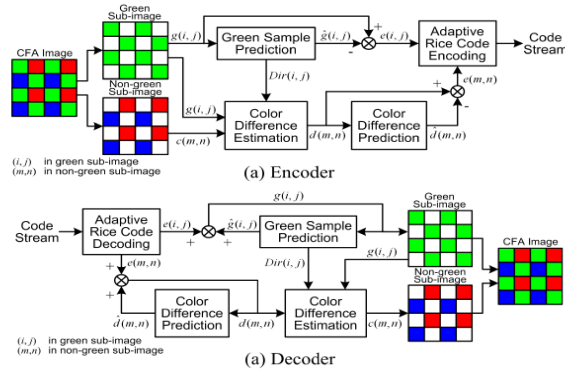 CFA Image
Green
Sub-image
Non-green
Sub-image
g(i, j)
Green Sample
Prediction
ĝ(i, j)
+
-
e(i, j)
Adaptive
Rice Code
Encoding
Code
Stream
Dir(i, j)
g(i, j)
c(m, n)
Color
Difference
Estimation
d(m, n)
Color
Difference
Prediction
d̂(m, n)
+
-
e(m, n)
(i, j) in green sub-image
(m, n) in non-green sub-image
(a) Encoder
Code
Stream
Adaptive
Rice Code
Decoding
e(i, j)
+
g(i, j)
ĝ(i, j)
+
Green Sample
Prediction
Green
Sub-image
g(i, j)
CFA Image
Dir(i, j)
e(m, n)
+
+
d̂(m, n)
Color
Difference
Prediction
d(m, n)
Color
Difference
Estimation
c(m, n)
Non-green
Sub-image
(i, j) in green sub-image
(m, n) in non-green sub-image
(a) Decoder